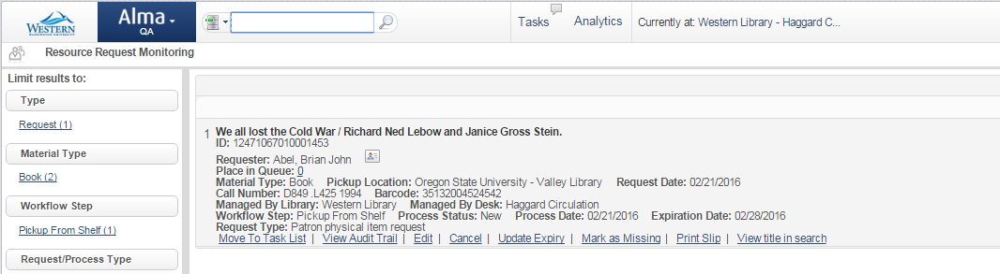 WESTERN
Alma
QA
Tasks
Analytics
Currently at: Western Library - Haggard C...
Resource Request Monitoring
Limit results to:
Type
Request (1)
Material Type
Book (2)
Workflow Step
Pickup From Shelf (1)
Request/Process Type
1 We all lost the Cold War / Richard Ned Lebow and Janice Gross Stein.
ID: 12471067010001453
Requester: Abel, Brian John
Place in Queue: 0
Material Type: Book Pickup Location: Oregon State University - Valley Library Request Date: 02/21/2016
Call Number: D849 .L425 1994 Barcode: 35132004524542
Managed By Library: Western Library Managed By Desk: Haggard Circulation
Workflow Step: Pickup From Shelf Process Status: New Process Date: 02/21/2016 Expiration Date: 02/28/2016
Request Type: Patron physical item request
Move To Task List | View Audit Trail | Edit | Cancel | Update Expiry | Mark as Missing | Print Slip | View title in search